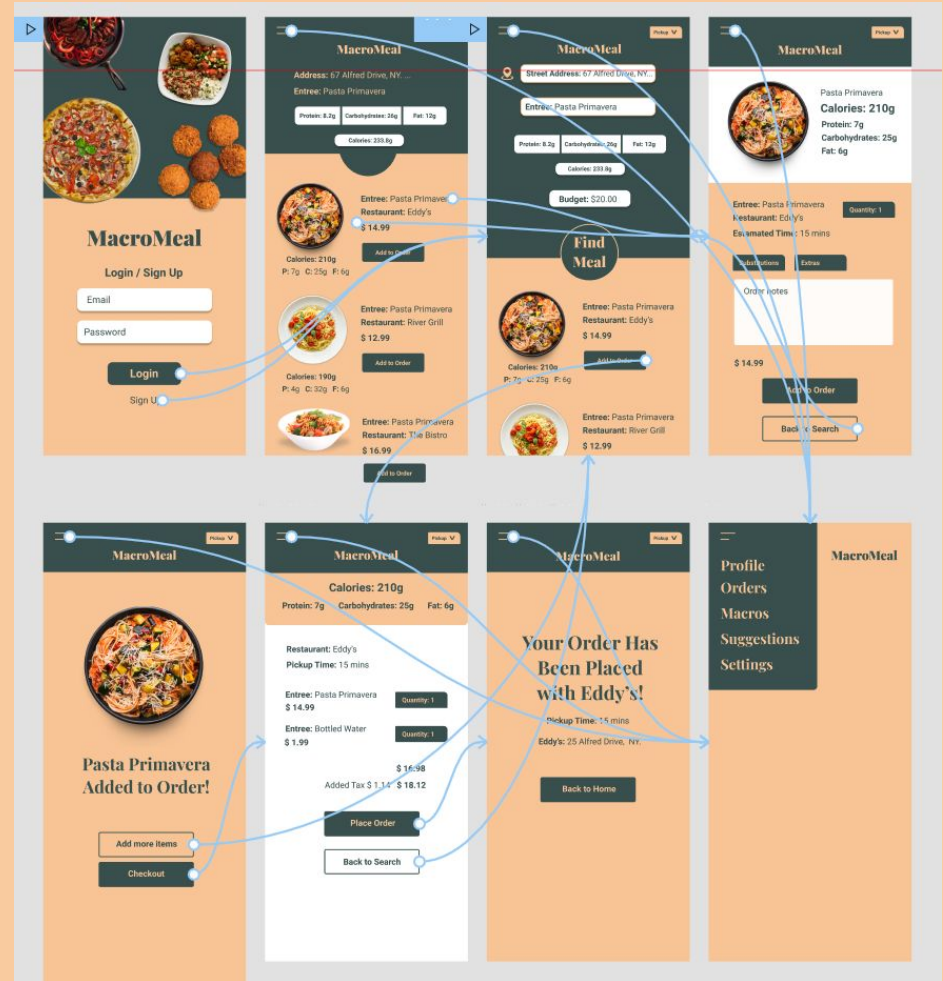 MacroMeal
Login / Sign Up
Email
Password
Login
Sign U
MacroMeal
Address: 67 Alfred Drive, NY. ...
Entree: Pasta Primavera
Protein: 8.2g Carbohydrates: 26g Fat: 12g
Calories: 233.8g
Entree: Pasta Primavera
Restaurant: Eddy's
$ 14.99
Add to Order
Calories: 210g
P: 7g C: 25g F: 6g
Entree: Pasta Primavera
Restaurant: River Grill
$ 12.99
Add to Order
Calories: 190g
P: 4g C: 32g F: 6g
Entree: Pasta Primavera
Restaurant: The Bistro
$ 16.99
Add to Order
Pickup V
MacroMeal
Street Address: 67 Alfred Drive, NY...
Entree: Pasta Primavera
Protein: 8.2g Carbohydrates: 26g Fat: 12g
Calories: 233.8g
Budget: $20.00
Find
Meal
Entree: Pasta Primavera
Restaurant: Eddy's
$ 14.99
Add to Order
Calories: 210g
P: 7g C: 25g F: 6g
Entree: Pasta Primavera
Restaurant: River Grill
$ 12.99
Pickup V
MacroMeal
Pasta Primavera
Calories: 210g
Protein: 7g
Carbohydrates: 25g
Fat: 6g
Entree: Pasta Primavera
Restaurant: Eddy's
Quantity: 1
Estamated Time: 15 mins
Substitutions Extras
Order notes
$ 14.99
Add to Order
Back to Search
Pickup V
MacroMeal
Pasta Primavera
Added to Order!
Add more items
Checkout
Pickup V
MacroMeal
Calories: 210g
Protein: 7g Carbohydrates: 25g Fat: 6g
Restaurant: Eddy's
Pickup Time: 15 mins
Entree: Pasta Primavera
$ 14.99
Quantity: 1
Entree: Bottled Water
$ 1.99
Quantity: 1
$ 16.98
Added Tax $ 1.14 $ 18.12
Place Order
Back to Search
Pickup V
MacroMeal
Your Order Has
Been Placed
with Eddy's!
Pickup Time: 15 mins
Eddy's: 25 Alfred Drive, NY.
Back to Home
MacroMeal
Profile
Orders
Macros
Suggestions
Settings